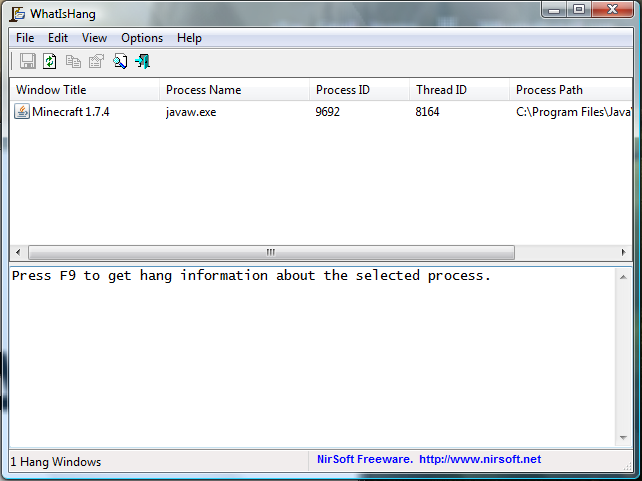 WhatIsHang
File Edit View Options Help
Window Title Process Name Process ID Thread ID Process Path
Minecraft 1.7.4 javaw.exe 9692 8164 C:\Program Files\Java\
Press F9 to get hang information about the selected process.
1 Hang Windows NirSoft Freeware. http://www.nirsoft.net